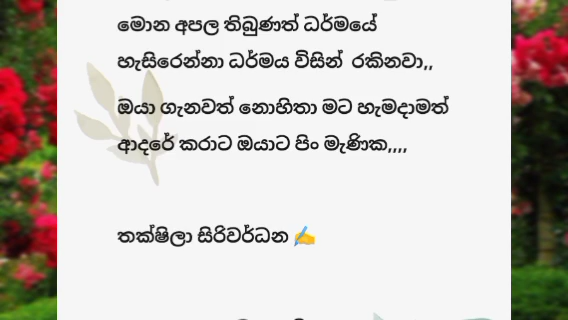 මොන අපල තිබුණත් ධර්මයේ
හැසිරෙන්නා ධර්මය විසින් රකිනවා,,
ඔයා ගැනවත් නොහිතා මට හැමදාමත්
ආදරේ කරාට ඔයාට පිං මැණික,,,,
තක්ෂිලා සිරිවර්ධන ✍️